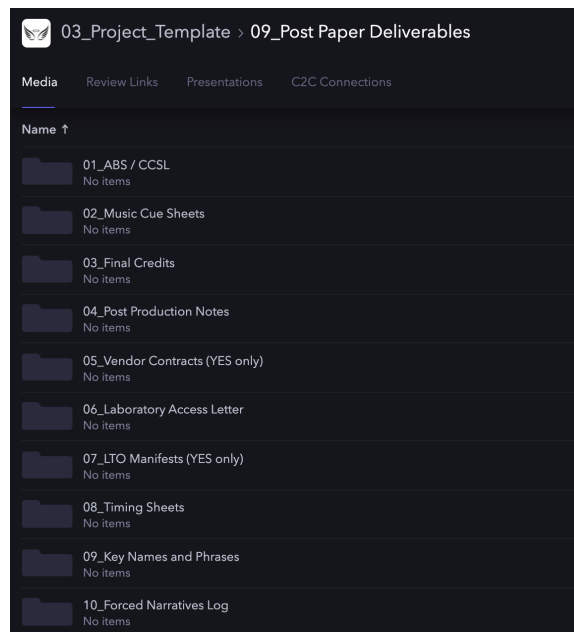 03_Project_Template > 09_Post Paper Deliverables
Media Review Links Presentations C2C Connections
Name ↑
01_ABS / CCSL
No items
02_Music Cue Sheets
No items
03_Final Credits
No items
04_Post Production Notes
No items
05_Vendor Contracts (YES only)
No items
06_Laboratory Access Letter
No items
07_LTO Manifests (YES only)
No items
08_Timing Sheets
No items
09_Key Names and Phrases
No items
10_Forced Narratives Log
No items